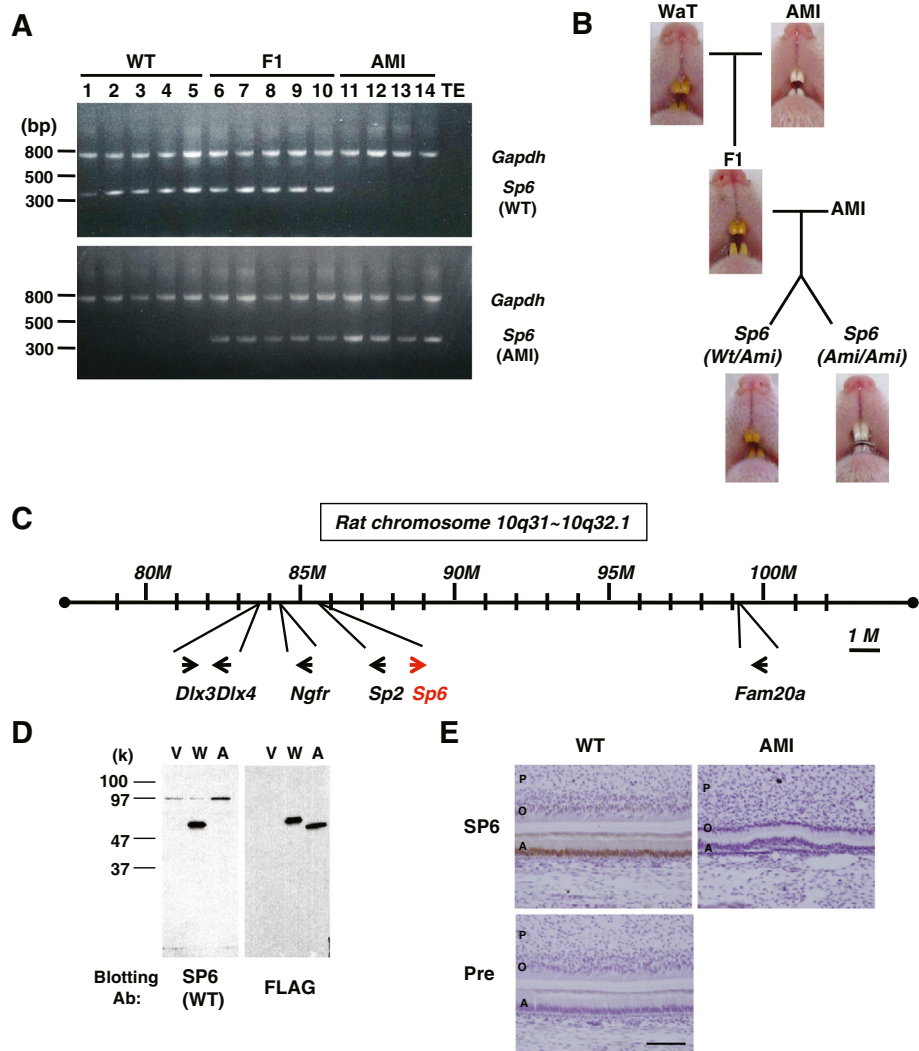 A
WT F1 AMI
1 2 3 4 5 6 7 8 9 10 11 12 13 14 TE
(bp)
800
500
300
Gapdh
Sp6
(WT)
800
500
300
Gapdh
Sp6
(AMI)
B
WaT AMI
F1
AMI
Sp6
(Wt/Ami)
Sp6
(Ami/Ami)
C
Rat chromosome 10q31~10q32.1
80M 85M 90M 95M 100M
1 M
Dlx3 Dlx4 Ngfr Sp2 Sp6 Fam20a
D
(k) V W A V W A
100
97
47
37
Blotting
Ab:
SP6
(WT)
FLAG
E
WT AMI
SP6
P
O
A
P
O
A
Pre
P
O
A